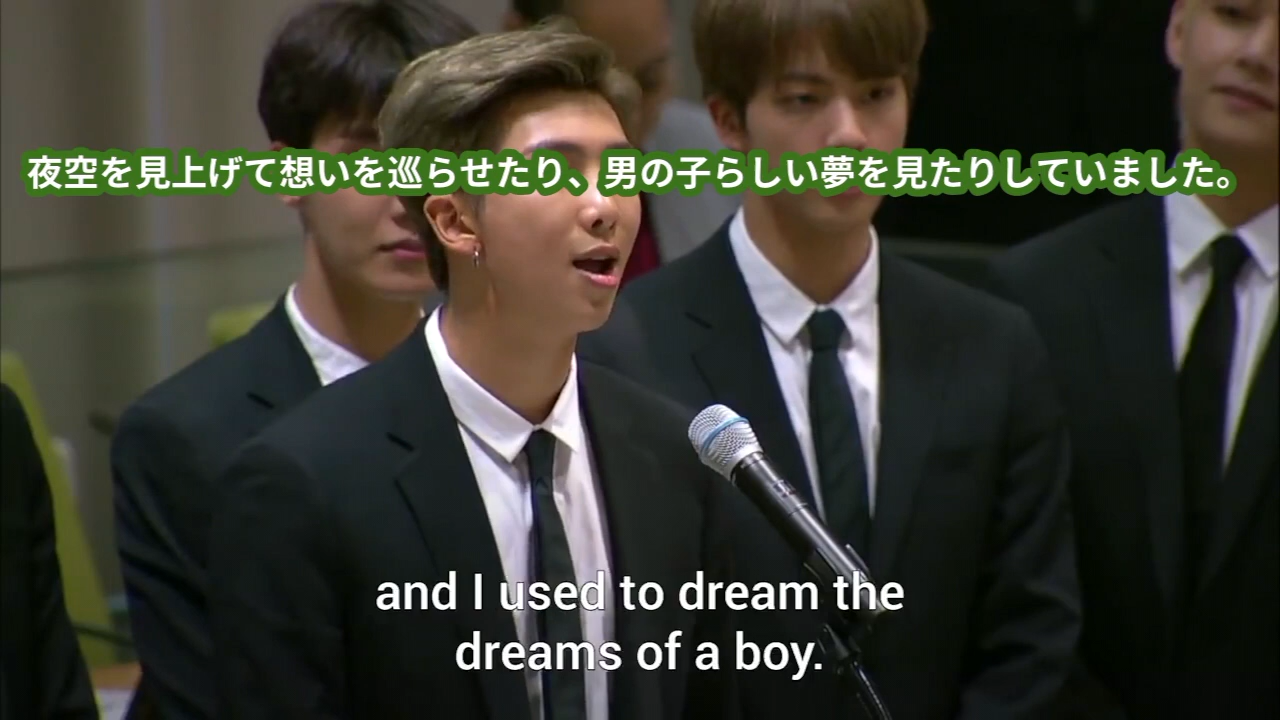 夜空を見上げて想いを巡らせたり、男の子らしい夢を見たりしていました。
and I used to dream the
dreams of a boy.